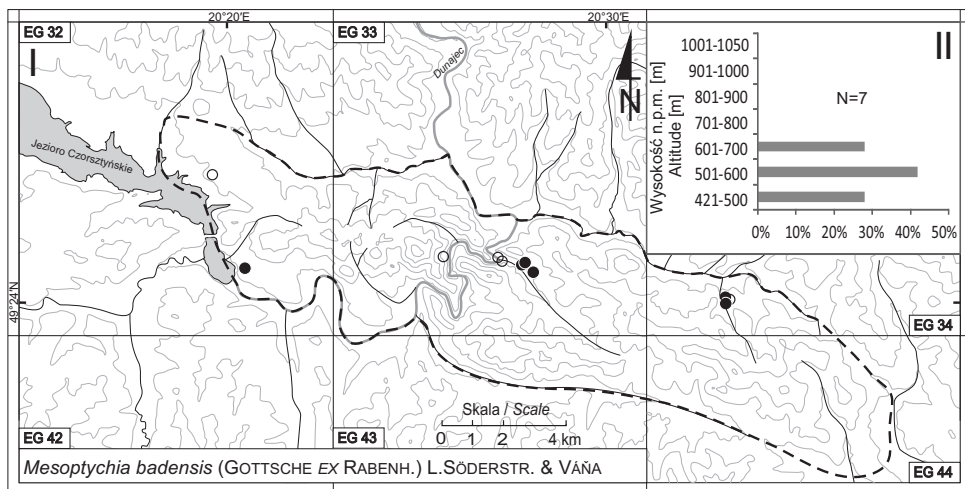 20°20'E
20°30'E
EG 32
EG 33
I
II
Dunajec
N
Jezioro Czorsztyńskie
49°24'N
Wysokość n.p.m. [m]
Altitude [m]
1001-1050
901-1000
801-900
701-800
601-700
501-600
421-500
N=7
0% 10% 20% 30% 40% 50%
EG 34
Skala / Scale
0 1 2 4 km
EG 42
EG 43
EG 44
Mesoptychia badensis (GOTTSCHE EX RABENH.) L.SÖDERSTR. & VÁŇA